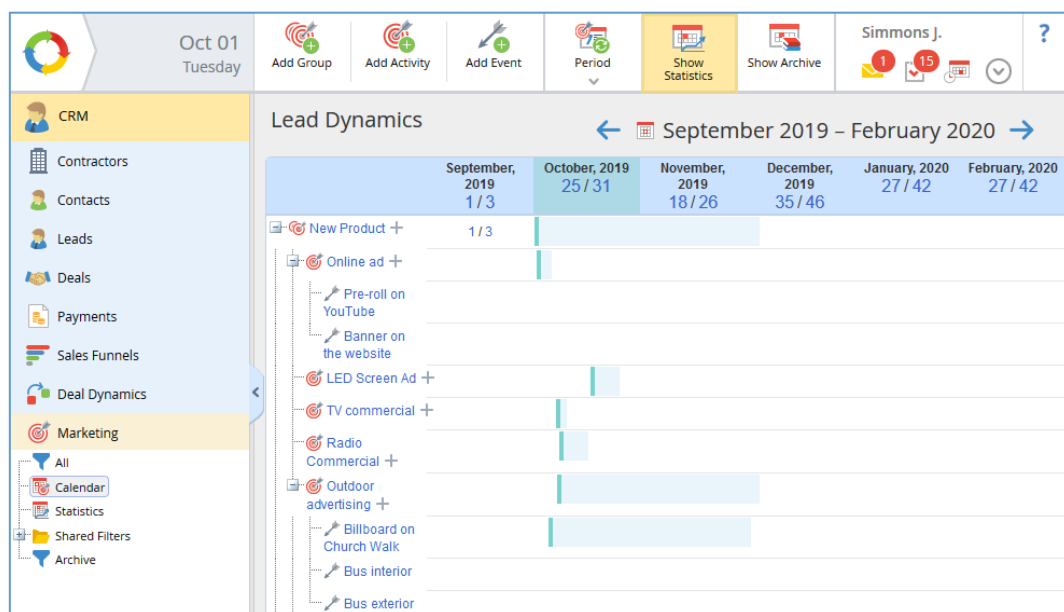 Oct 01
Tuesday
Add Group
Add Activity
Add Event
Period
Show
Statistics
Show Archive
Simmons J.
1
15
?
CRM
Contractors
Contacts
Leads
Deals
Payments
Sales Funnels
Deal Dynamics
Marketing
All
Calendar
Statistics
Shared Filters
Archive
Lead Dynamics
September 2019 – February 2020
September,
2019
1 / 3
October, 2019
25 / 31
November,
2019
18 / 26
December,
2019
35 / 46
January, 2020
27 / 42
February, 2020
27 / 42
New Product
1 / 3
Online ad
Pre-roll on
YouTube
Banner on
the website
LED Screen Ad
TV commercial
Radio
Commercial
Outdoor
advertising
Billboard on
Church Walk
Bus interior
Bus exterior